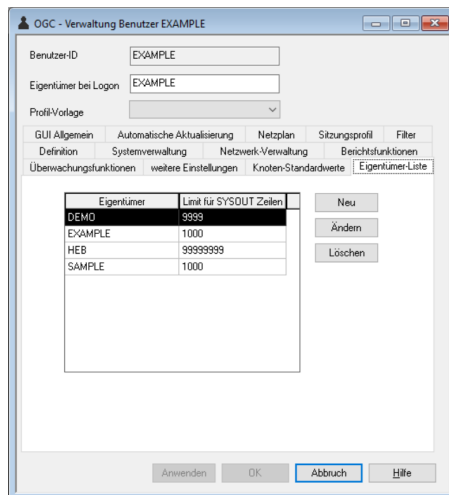 OGC - Verwaltung Benutzer EXAMPLE
Benutzer-ID EXAMPLE
Eigentümer bei Logon EXAMPLE
Profil-Vorlage
GUI Allgemein Automatische Aktualisierung Netzplan Sitzungsprofil Filter
Definition Systemverwaltung Netzwerk-Verwaltung Berichtsfunktionen
Überwachungsfunktionen weitere Einstellungen Knoten-Standardwerte Eigentümer-Liste
Eigentümer Limit für SYSOUT Zeilen Neu
DEMO 9999
EXAMPLE 1000 Ändern
HEB 99999999 Löschen
SAMPLE 1000
Anwenden OK Abbruch Hilfe